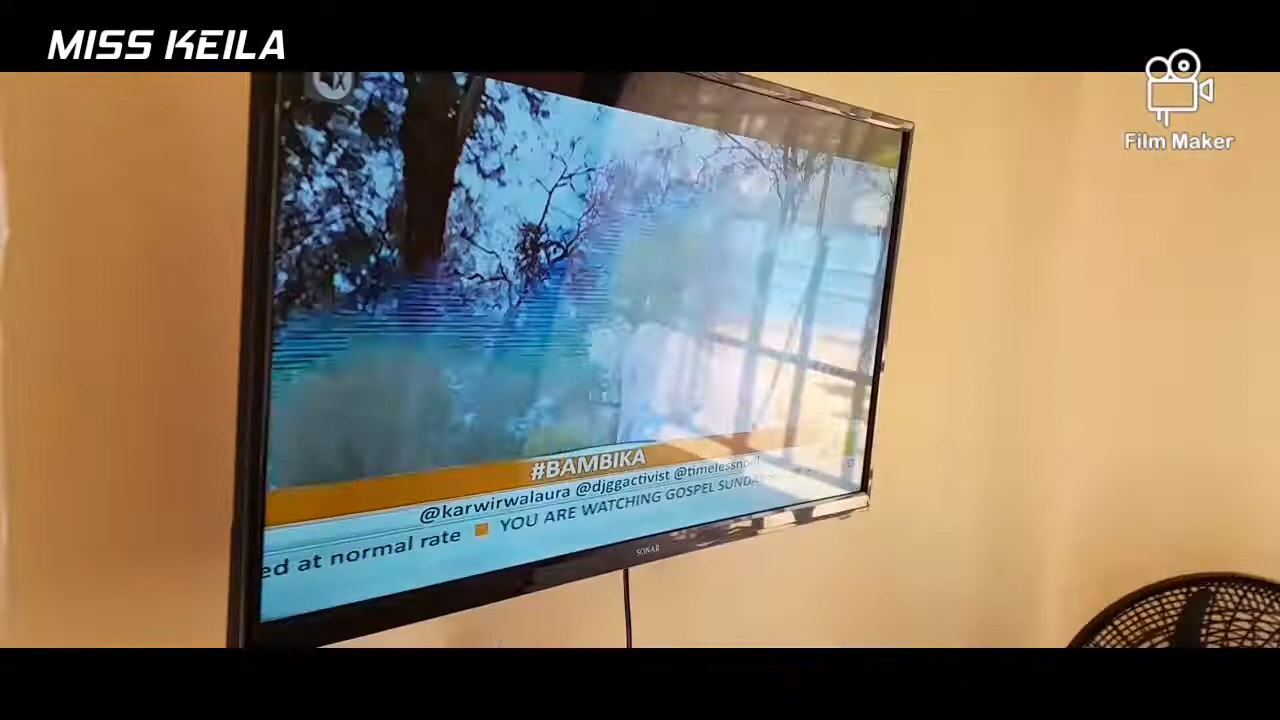 MISS KEILA
Film Maker
#BAMBIKA
@karwirwalaura @djggactivist
ed at normal rate ■ YOU ARE WATCHING GOSPEL
SONAR